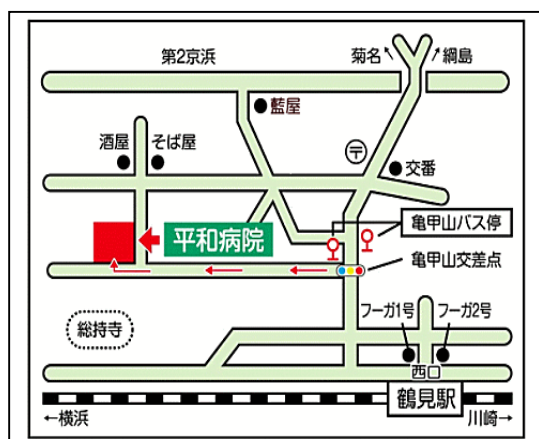 第2京浜
菊名
綱島
藍屋
酒屋
そば屋
〒
交番
平和病院
亀甲山バス停
亀甲山交差点
総持寺
フーガ1号
フーガ2号
西口
鶴見駅
←横浜
川崎→